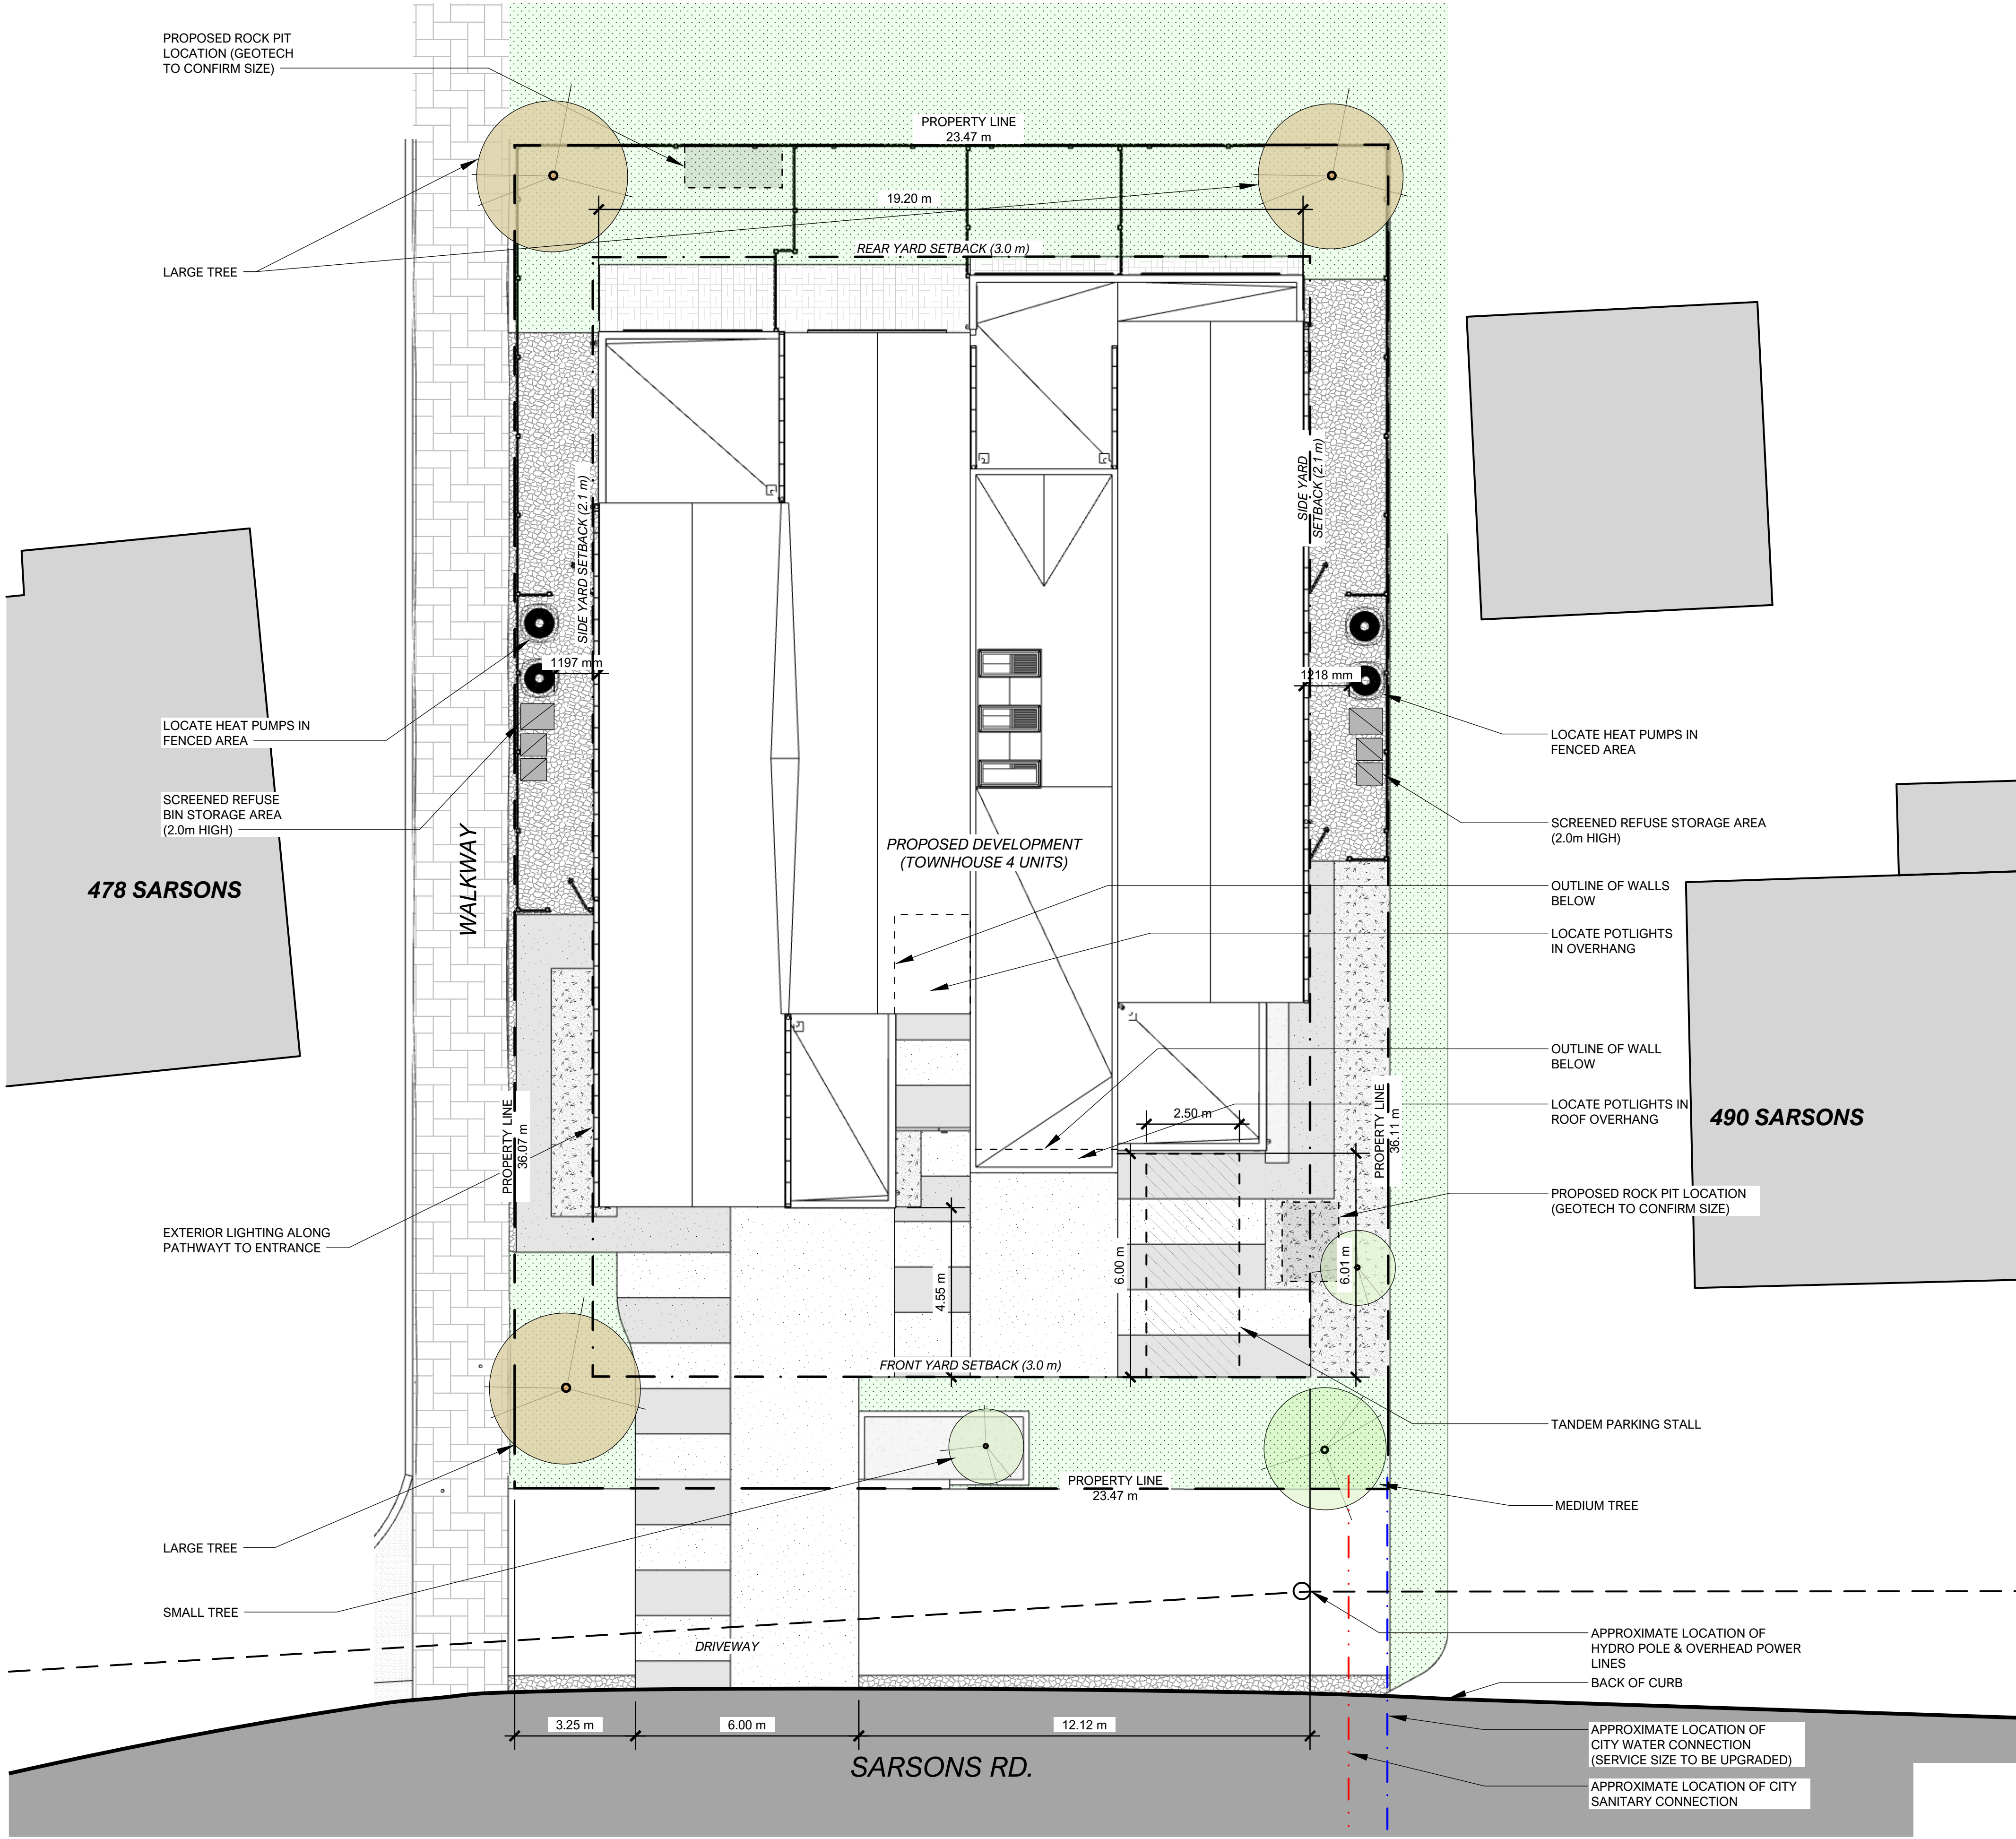 PROPOSED ROCK PIT
LOCATION (GEOTECH
TO CONFIRM SIZE)
PROPERTY LINE
23.47 m
19.20 m
REAR YARD SETBACK (3.0 m)
LARGE TREE
SIDE YARD SETBACK (2.1 m)
SIDE YARD
SETBACK (2.1 m)
1197 mm
1218 mm
LOCATE HEAT PUMPS IN
FENCED AREA
LOCATE HEAT PUMPS IN
FENCED AREA
SCREENED REFUSE
BIN STORAGE AREA
(2.0m HIGH)
SCREENED REFUSE STORAGE AREA
(2.0m HIGH)
WALKWAY
478 SARSONS
PROPOSED DEVELOPMENT
(TOWNHOUSE 4 UNITS)
OUTLINE OF WALLS
BELOW
LOCATE POTLIGHTS
IN OVERHANG
OUTLINE OF WALL
BELOW
LOCATE POTLIGHTS IN
ROOF OVERHANG
490 SARSONS
2.50 m
PROPERTY LINE
36.07 m
PROPERTY LINE
36.11 m
PROPOSED ROCK PIT LOCATION
(GEOTECH TO CONFIRM SIZE)
EXTERIOR LIGHTING ALONG
PATHWAYT TO ENTRANCE
4.55 m
6.00 m
6.01 m
FRONT YARD SETBACK (3.0 m)
TANDEM PARKING STALL
PROPERTY LINE
23.47 m
MEDIUM TREE
LARGE TREE
SMALL TREE
DRIVEWAY
APPROXIMATE LOCATION OF
HYDRO POLE & OVERHEAD POWER
LINES
BACK OF CURB
3.25 m
6.00 m
12.12 m
SARSONS RD.
APPROXIMATE LOCATION OF
CITY WATER CONNECTION
(SERVICE SIZE TO BE UPGRADED)
APPROXIMATE LOCATION OF CITY
SANITARY CONNECTION